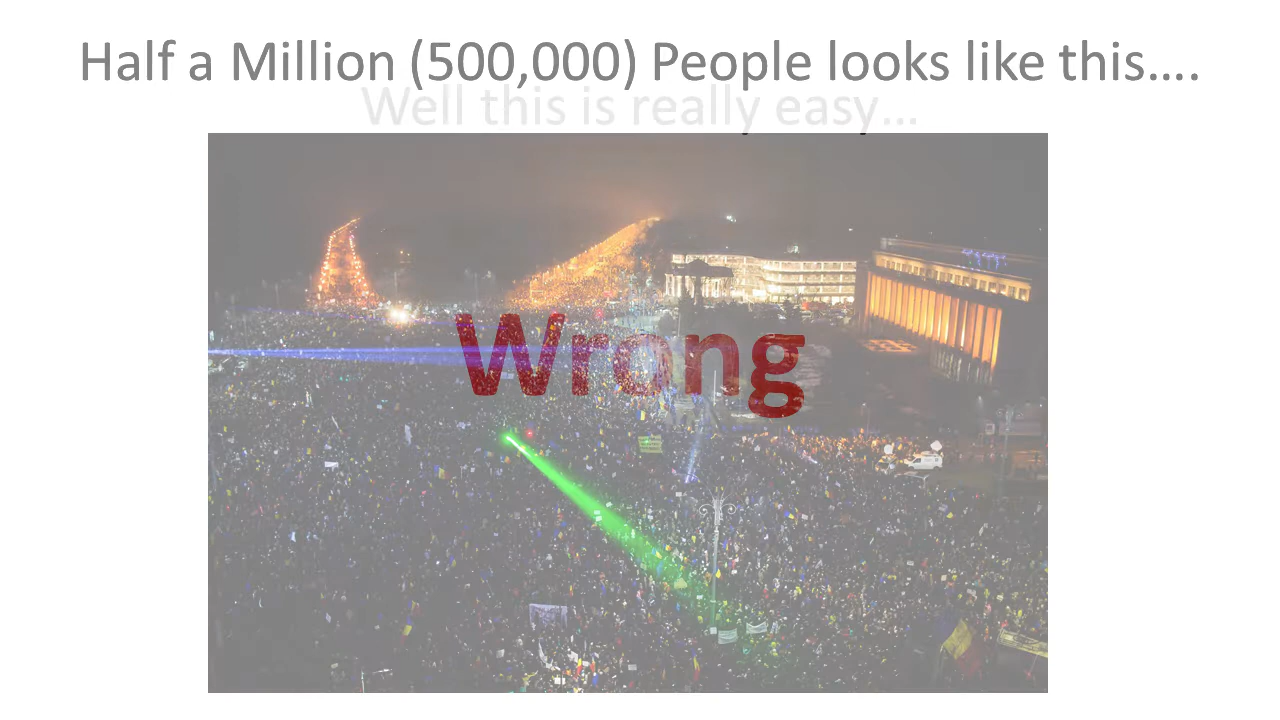 Half a Million (500,000) People looks like this....
Well this is really easy...
Wrong